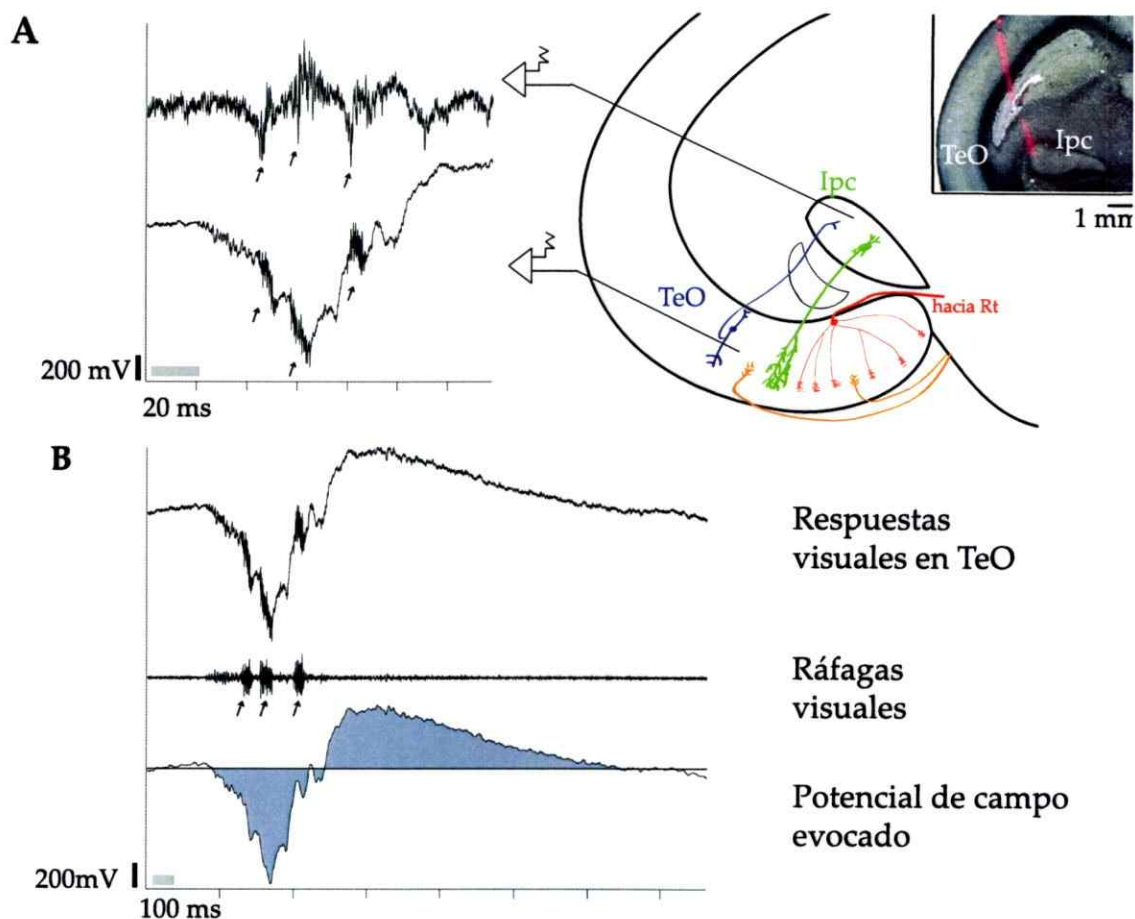 A
TeO
Ipc
1 mm
Ipc
TeO
hacia Rt
200 mV
20 ms
B
Respuestas
visuales en TeO
Ráfagas
visuales
Potencial de campo
evocado
200mV
100 ms